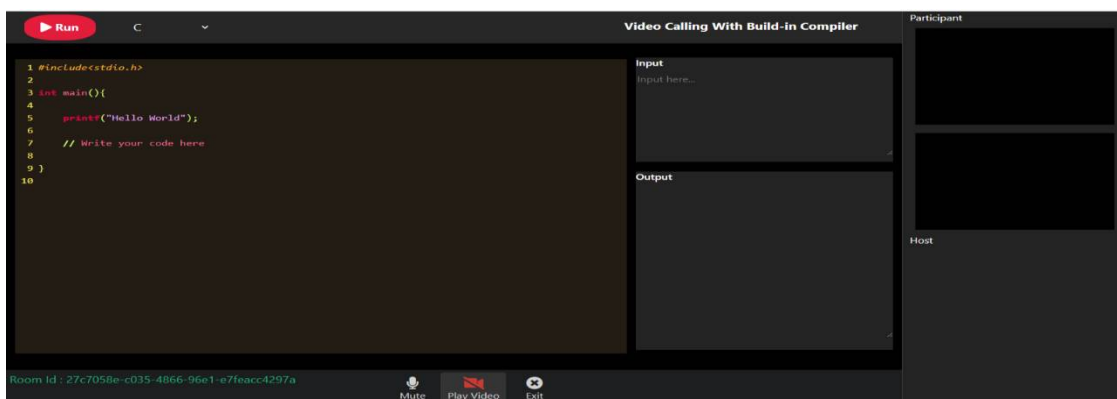 Run
C
Video Calling With Build-in Compiler
Participant
1 #include<stdio.h>
2
3 int main(){
4
5 printf("Hello World");
6
7 // Write your code here
8
9 }
10
Input
Input here...
Output
Host
Room Id : 27c7058e-c035-4866-96e1-e7feacc4297a
Mute
Play Video
Exit